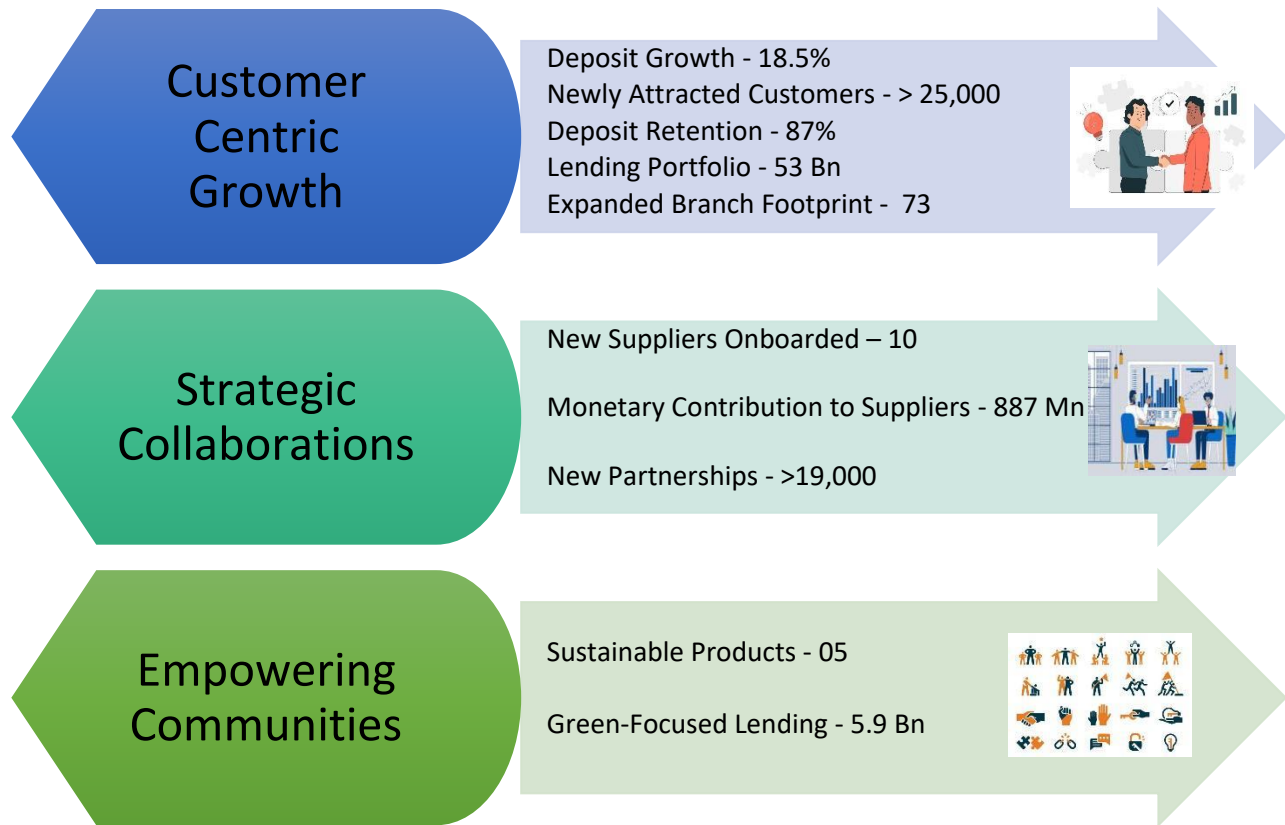 Customer
Centric
Growth
Deposit Growth - 18.5%
Newly Attracted Customers - > 25,000
Deposit Retention - 87%
Lending Portfolio - 53 Bn
Expanded Branch Footprint -  73
Strategic
Collaborations
New Suppliers Onboarded – 10
Monetary Contribution to Suppliers - 887 Mn
New Partnerships - >19,000
Empowering
Communities
Sustainable Products - 05
Green-Focused Lending - 5.9 Bn